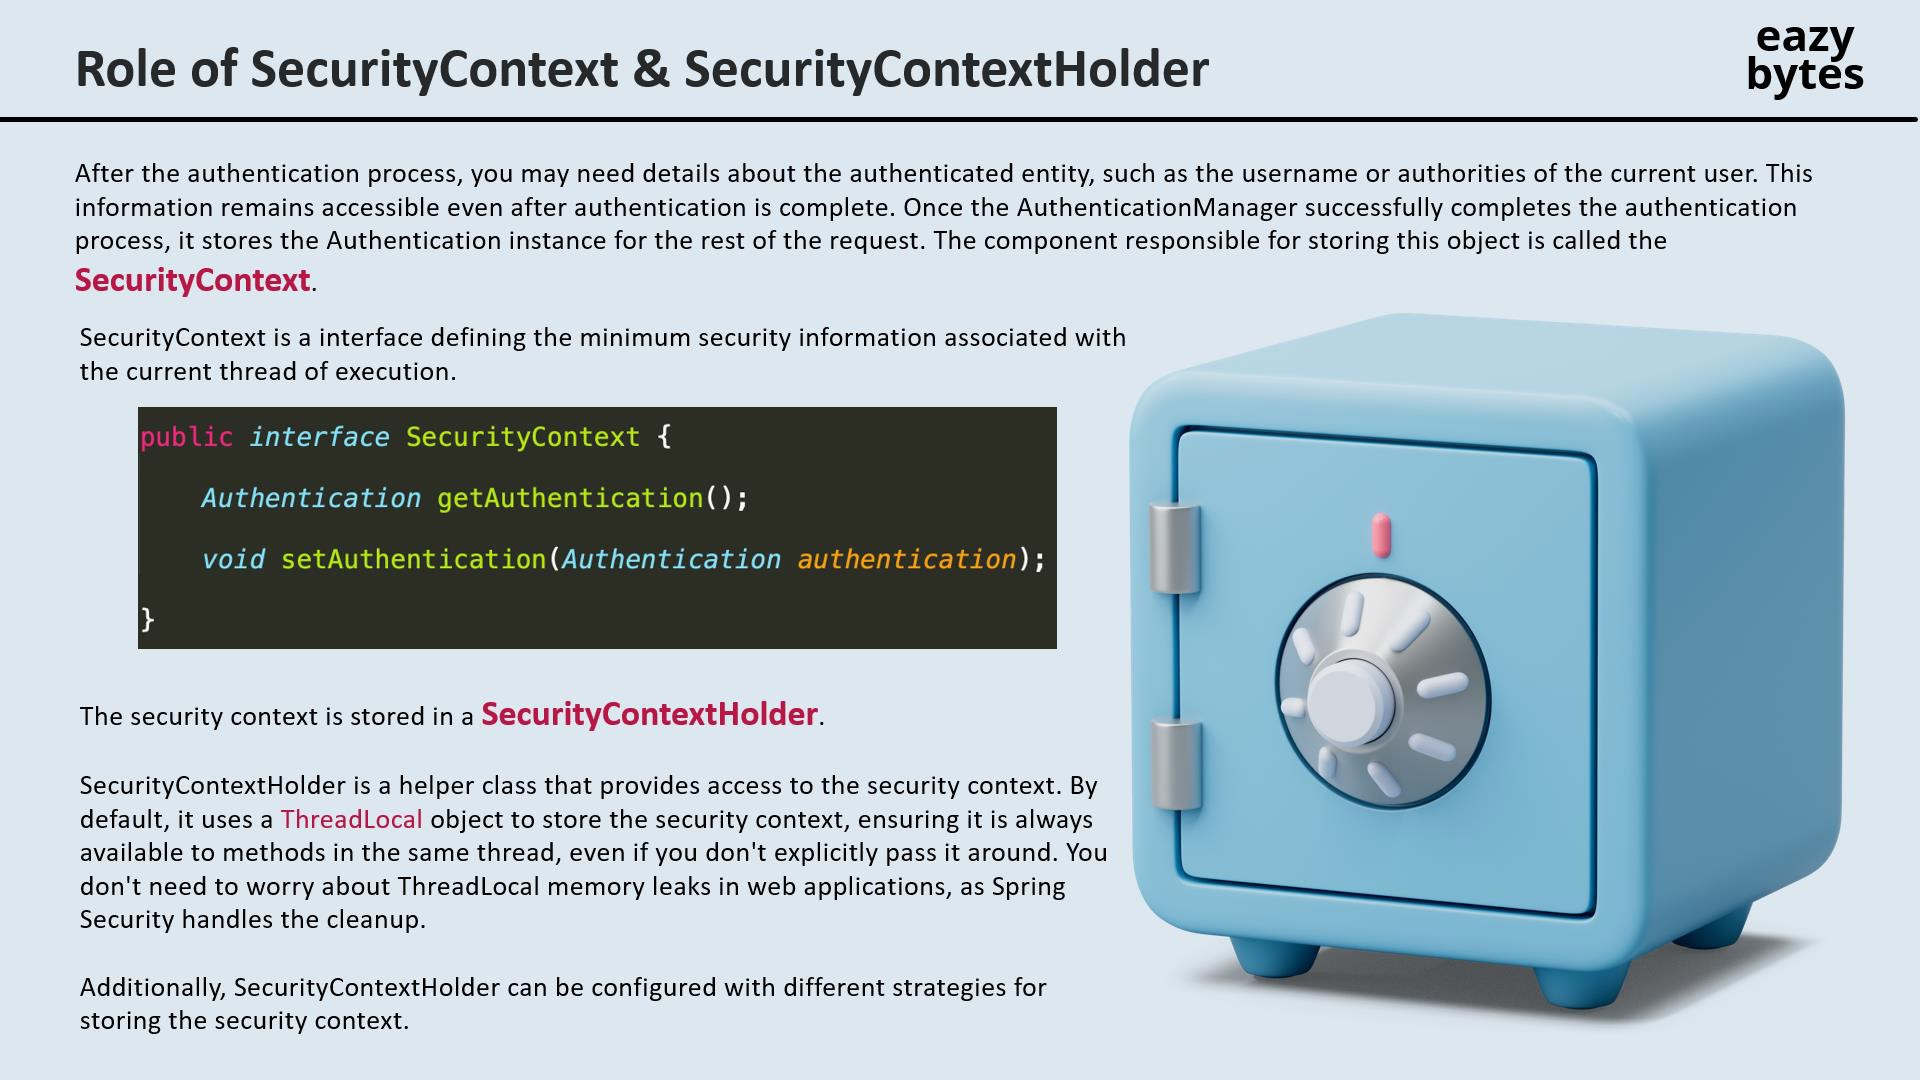 Role of SecurityContext & SecurityContextHolder
eazy
bytes
After the authentication process, you may need details about the authenticated entity, such as the username or authorities of the current user. This
information remains accessible even after authentication is complete. Once the AuthenticationManager successfully completes the authentication
process, it stores the Authentication instance for the rest of the request. The component responsible for storing this object is called the
SecurityContext.
SecurityContext is a interface defining the minimum security information associated with
the current thread of execution.
public interface SecurityContext {
    Authentication getAuthentication();
    void setAuthentication(Authentication authentication);
}
The security context is stored in a SecurityContextHolder.
SecurityContextHolder is a helper class that provides access to the security context. By
default, it uses a ThreadLocal object to store the security context, ensuring it is always
available to methods in the same thread, even if you don't explicitly pass it around. You
don't need to worry about ThreadLocal memory leaks in web applications, as Spring
Security handles the cleanup.
Additionally, SecurityContextHolder can be configured with different strategies for
storing the security context.